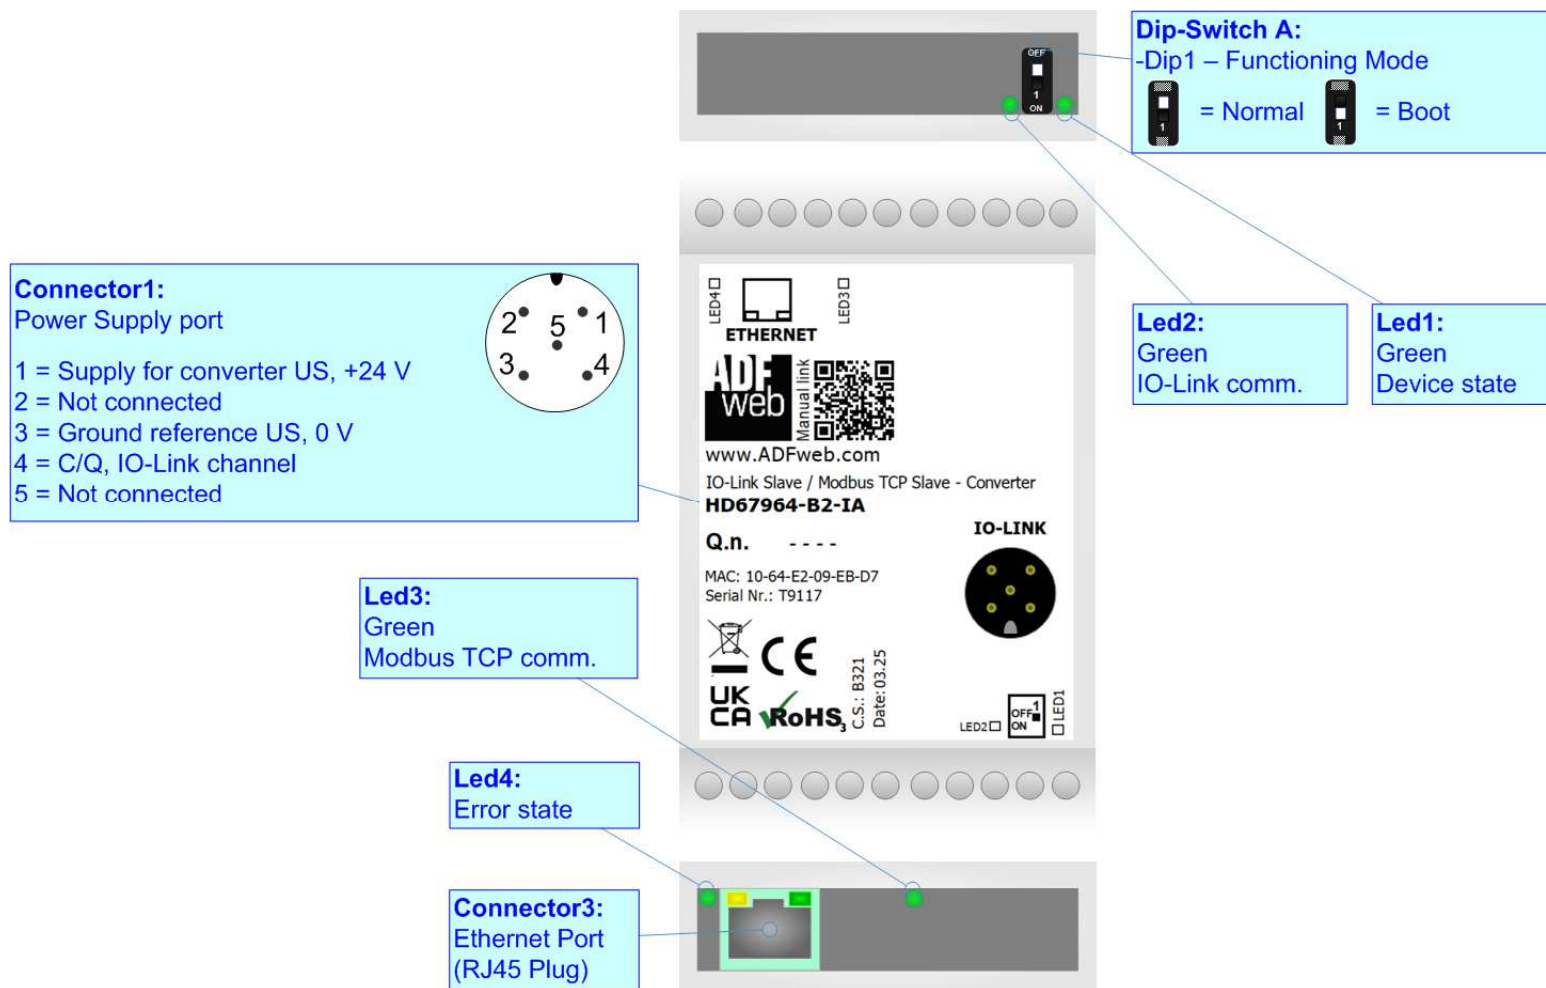 OFF
1
ON
Dip-Switch A:
-Dip1 – Functioning Mode
1
= Normal
1
= Boot
Connector1:
Power Supply port
1 = Supply for converter US, +24 V
2 = Not connected
3 = Ground reference US, 0 V
4 = C/Q, IO-Link channel
5 = Not connected
2
5
1
3
4
LED4
LED3
ETHERNET
ADF
web
Manual link
www.ADFweb.com
IO-Link Slave / Modbus TCP Slave - Converter
HD67964-B2-IA
Q.n. - - - -
IO-LINK
MAC: 10-64-E2-09-EB-D7
Serial Nr.: T9117
CE
UK
CA
RoHS3
C.S.: B321
Date: 03.25
LED2
OFF 1
ON
LED1
Led2:
Green
IO-Link comm.
Led1:
Green
Device state
Led3:
Green
Modbus TCP comm.
Led4:
Error state
Connector3:
Ethernet Port
(RJ45 Plug)